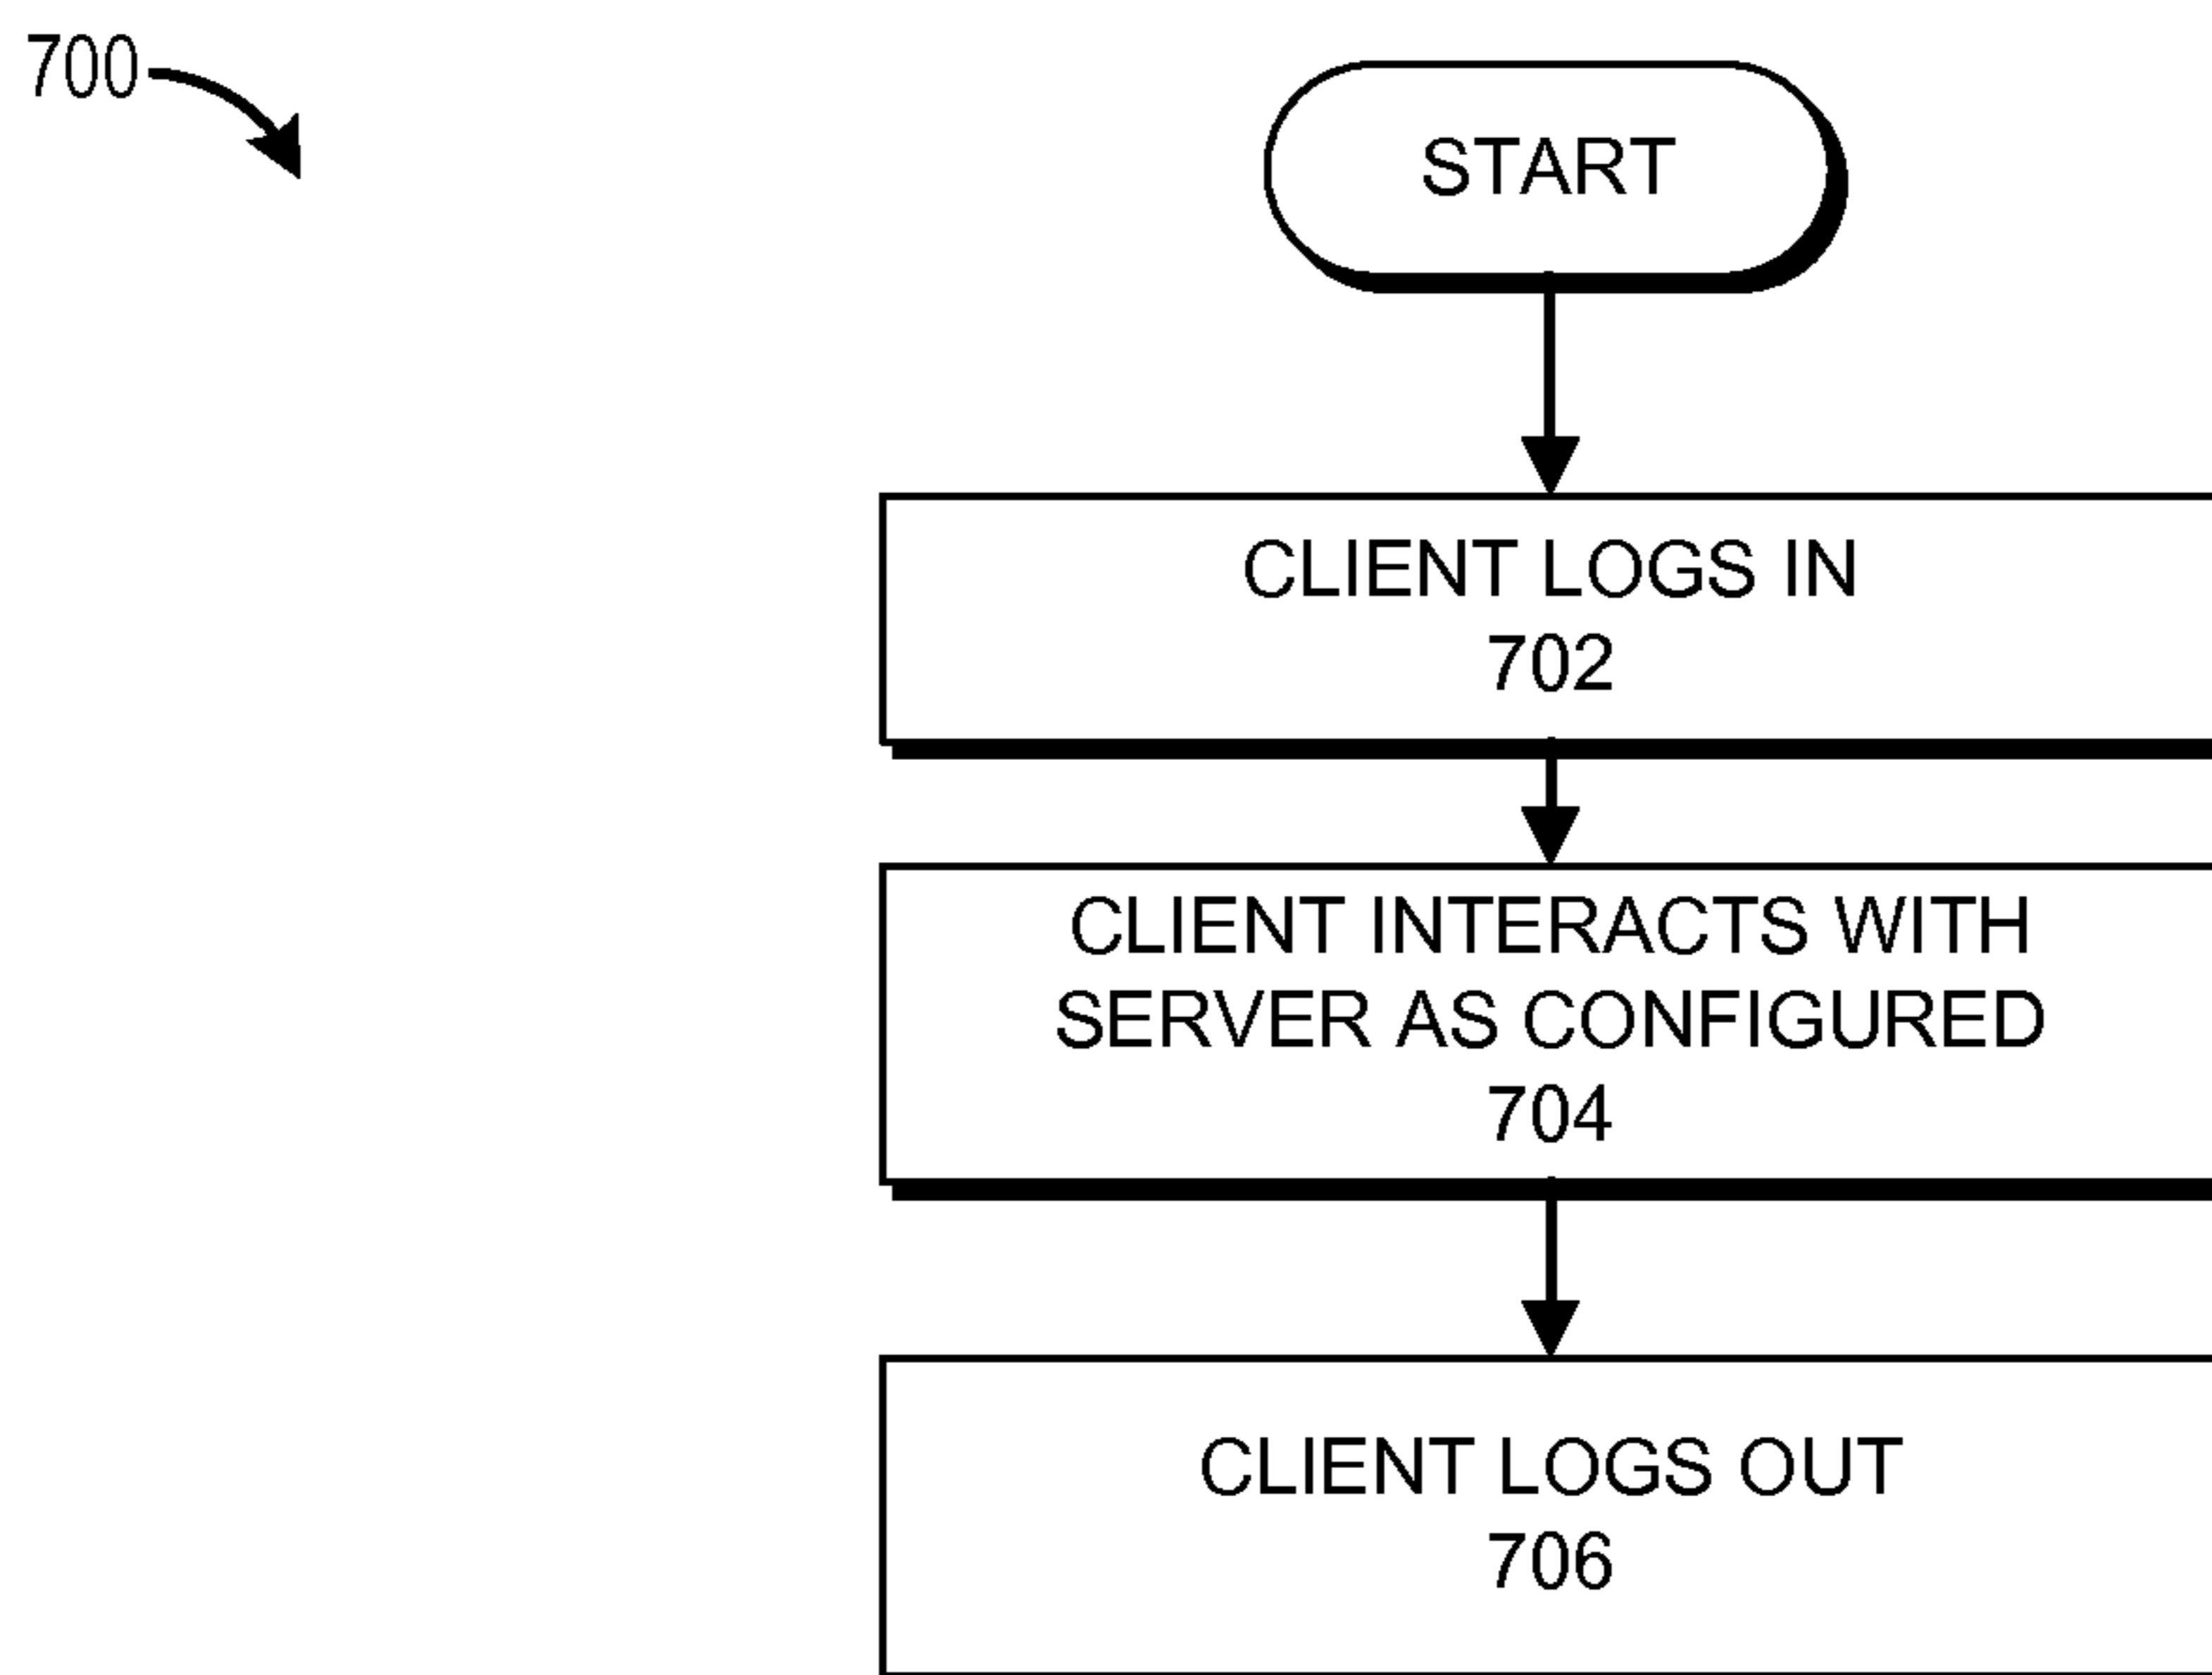 700
START
CLIENT LOGS IN
702
CLIENT INTERACTS WITH
SERVER AS CONFIGURED
704
CLIENT LOGS OUT
706